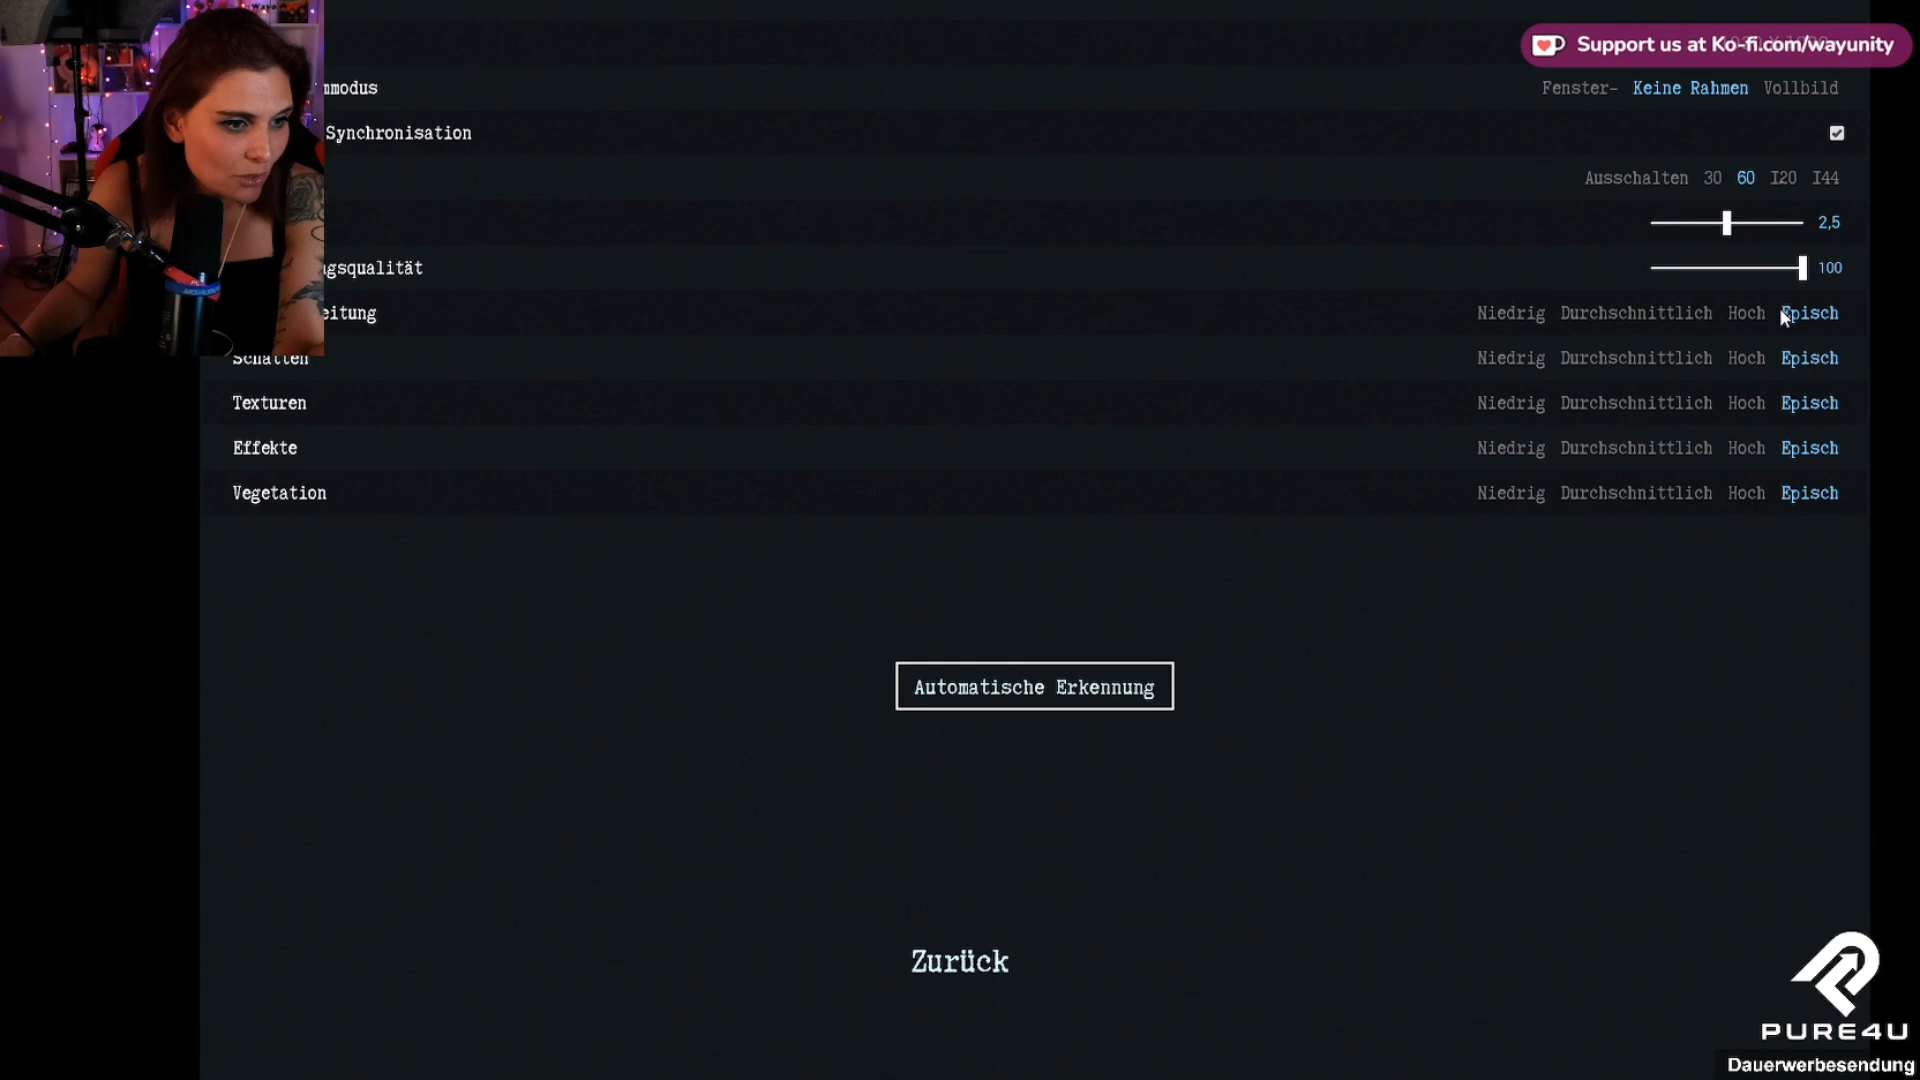 Support us at Ko-fi.com/wayunity
modus
Fenster- Keine Rahmen Vollbild
Synchronisation
Ausschalten 30 60 120 144
2,5
gsqualität
100
eitung
Niedrig Durchschnittlich Hoch Episch
Schatten
Niedrig Durchschnittlich Hoch Episch
Texturen
Niedrig Durchschnittlich Hoch Episch
Effekte
Niedrig Durchschnittlich Hoch Episch
Vegetation
Niedrig Durchschnittlich Hoch Episch
Automatische Erkennung
Zurück
PURE4U
Dauerwerbesendung